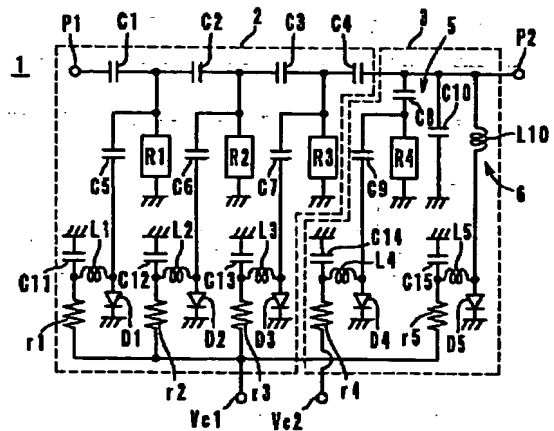 P1 C1 C2 2 C3 C4 3 5 P2
1
C8 C10
R1 R2 R3 R4 L10
C5 C6 C7 C9
6
L1 L2 L3 C14 L5
C11 C12 C13 L4 C15
D1 D2 D3 D4 D5
r1 r2 r3 r4 r5
Vc1 Vc2